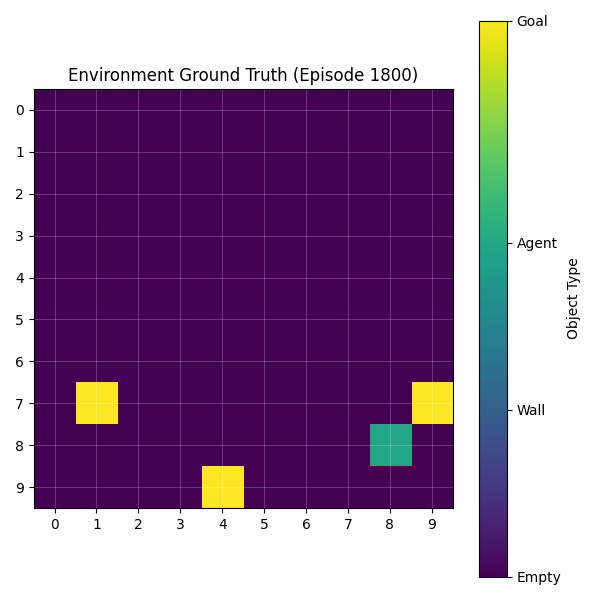 Environment Ground Truth (Episode 1800)
0
1
2
3
4
5
6
7
8
9
0 1 2 3 4 5 6 7 8 9
Goal
Agent
Wall
Empty
Object Type